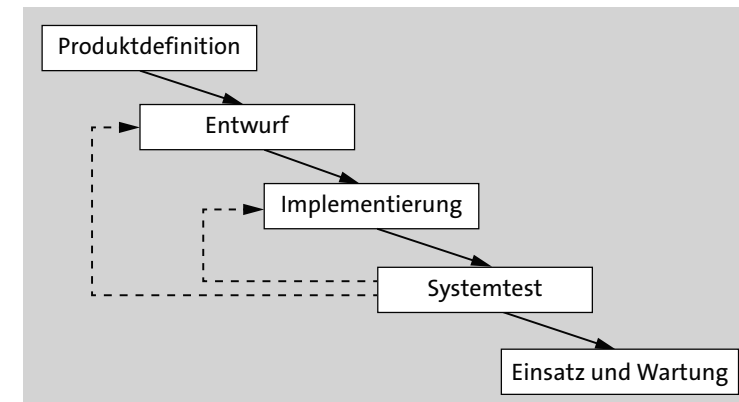 Produktdefinition
Entwurf
Implementierung
Systemtest
Einsatz und Wartung